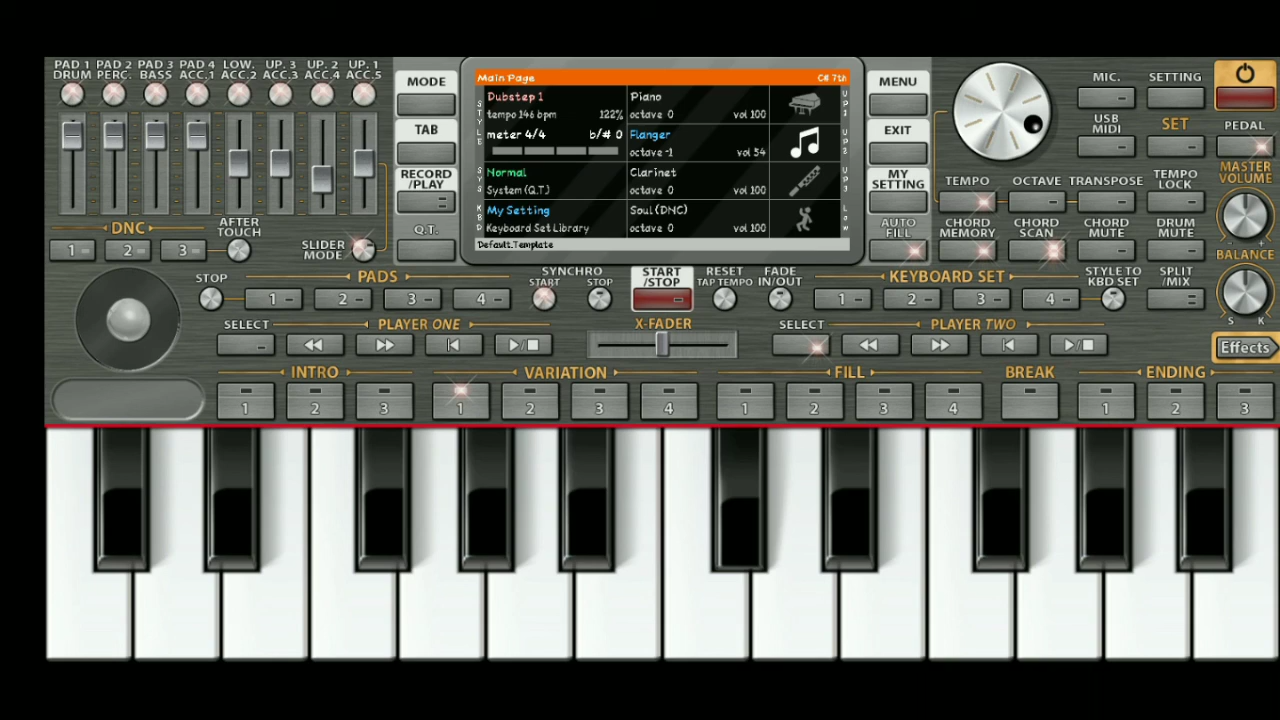 PAD 1 PAD 2 PAD 3 PAD 4 LOW. UP. 3 UP. 2 UP. 1
DRUM PERC. BASS ACC.1 ACC.2 ACC.3 ACC.4 ACC.5
DNC
1 2 3
AFTER
TOUCH
SLIDER
MODE
MODE
TAB
RECORD
/PLAY
Q.T.
Main Page C# 7th
STYLE
Dubstep 1
tempo 146 bpm 122%
meter 4/4 b/# 0
SYS
Normal
System (Q.T.)
KBD
My Setting
Keyboard Set Library
Piano
octave 0 vol 100
UP1
Flanger
octave -1 vol 54
UP2
Clarinet
octave 0 vol 100
UP3
Soul (DNC)
octave 0 vol 100
Low
Default.Template
MENU
EXIT
MY
SETTING
AUTO
FILL
MIC. SETTING
USB
MIDI
SET
PEDAL
MASTER
VOLUME
TEMPO OCTAVE TRANSPOSE TEMPO
LOCK
CHORD
MEMORY
CHORD
SCAN
CHORD
MUTE
DRUM
MUTE
- +
BALANCE
S K
STOP PADS
1 2 3 4
SYNCHRO
START STOP
START
/STOP
RESET
TAP TEMPO
FADE
IN/OUT
KEYBOARD SET
1 2 3 4
STYLE TO
KBD SET
SPLIT
/MIX
SELECT PLAYER ONE
X-FADER
SELECT PLAYER TWO
Effects
INTRO VARIATION FILL BREAK ENDING
1 2 3 1 2 3 4 1 2 3 4 1 2 3